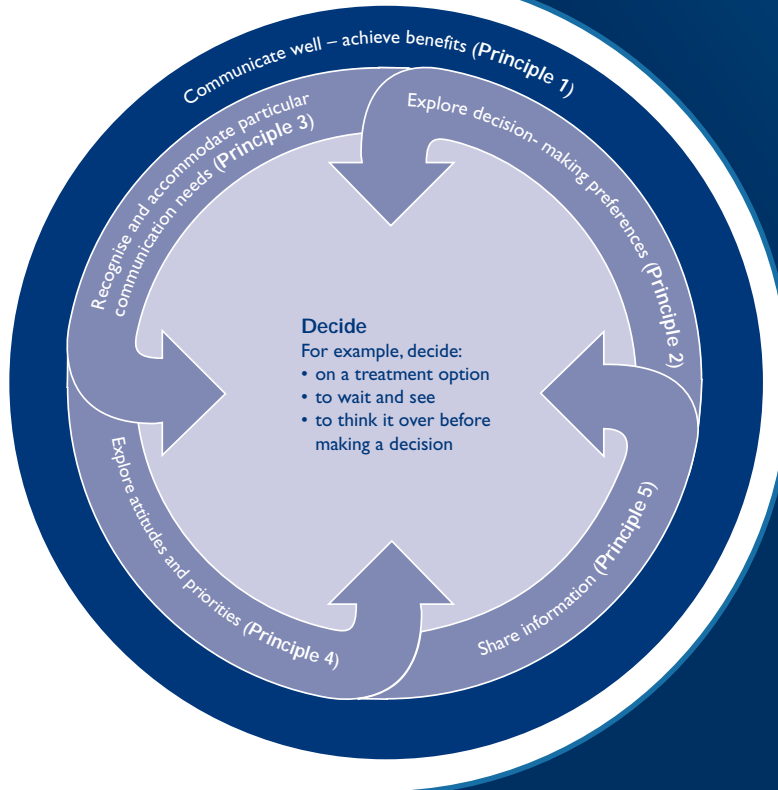 Communicate well – achieve benefits (Principle 1)
Explore decision- making preferences (Principle 2)
Recognise and accommodate particular
communication needs (Principle 3)
Explore attitudes and priorities (Principle 4)
Share information (Principle 5)
Decide
For example, decide:
• on a treatment option
• to wait and see
• to think it over before
making a decision